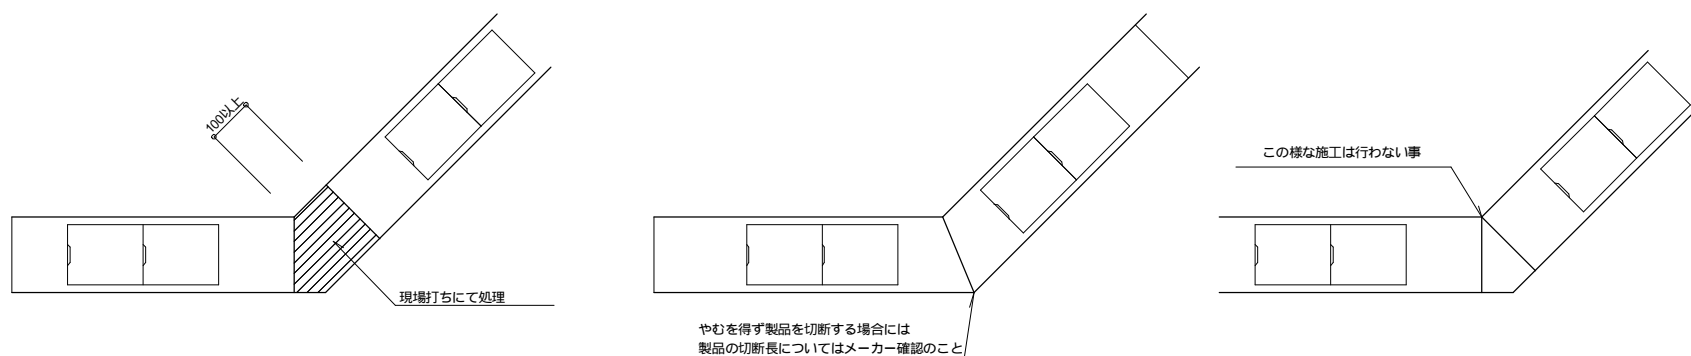 100以上
現場打ちにて処理
やむを得ず製品を切断する場合には
製品の切断長についてはメーカー確認のこと
この様な施工は行わない事